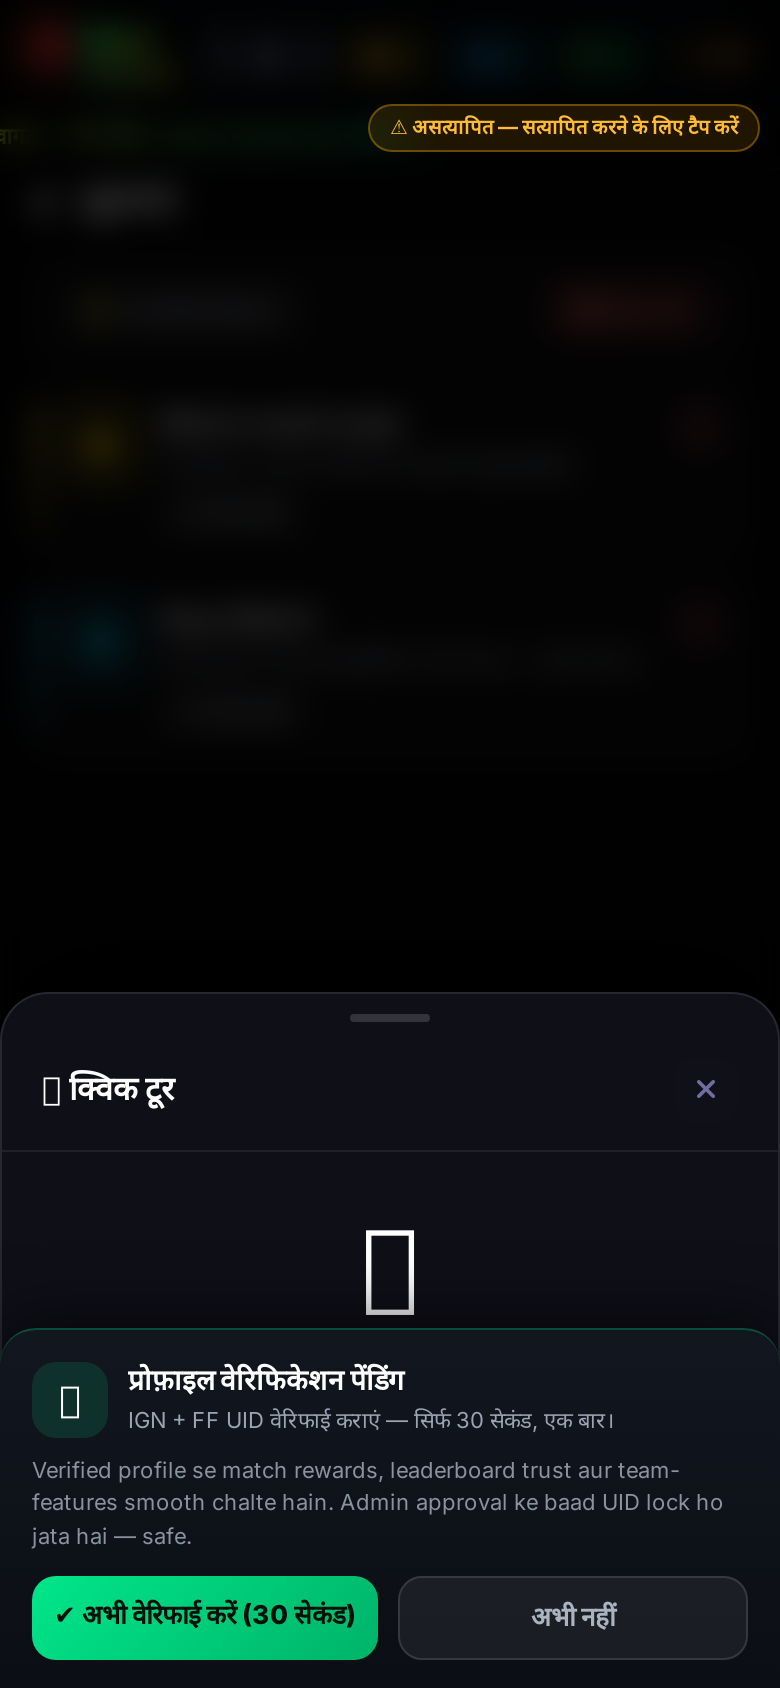 ⚠ असत्यापित — सत्यापित करने के लिए टैप करें
क्विक टूर
प्रोफ़ाइल वेरिफिकेशन पेंडिंग
IGN + FF UID वेरिफाई कराएं — सिर्फ 30 सेकंड, एक बार।
Verified profile se match rewards, leaderboard trust aur team-
features smooth chalte hain. Admin approval ke baad UID lock ho
jata hai — safe.
✔ अभी वेरिफाई करें (30 सेकंड)
अभी नहीं